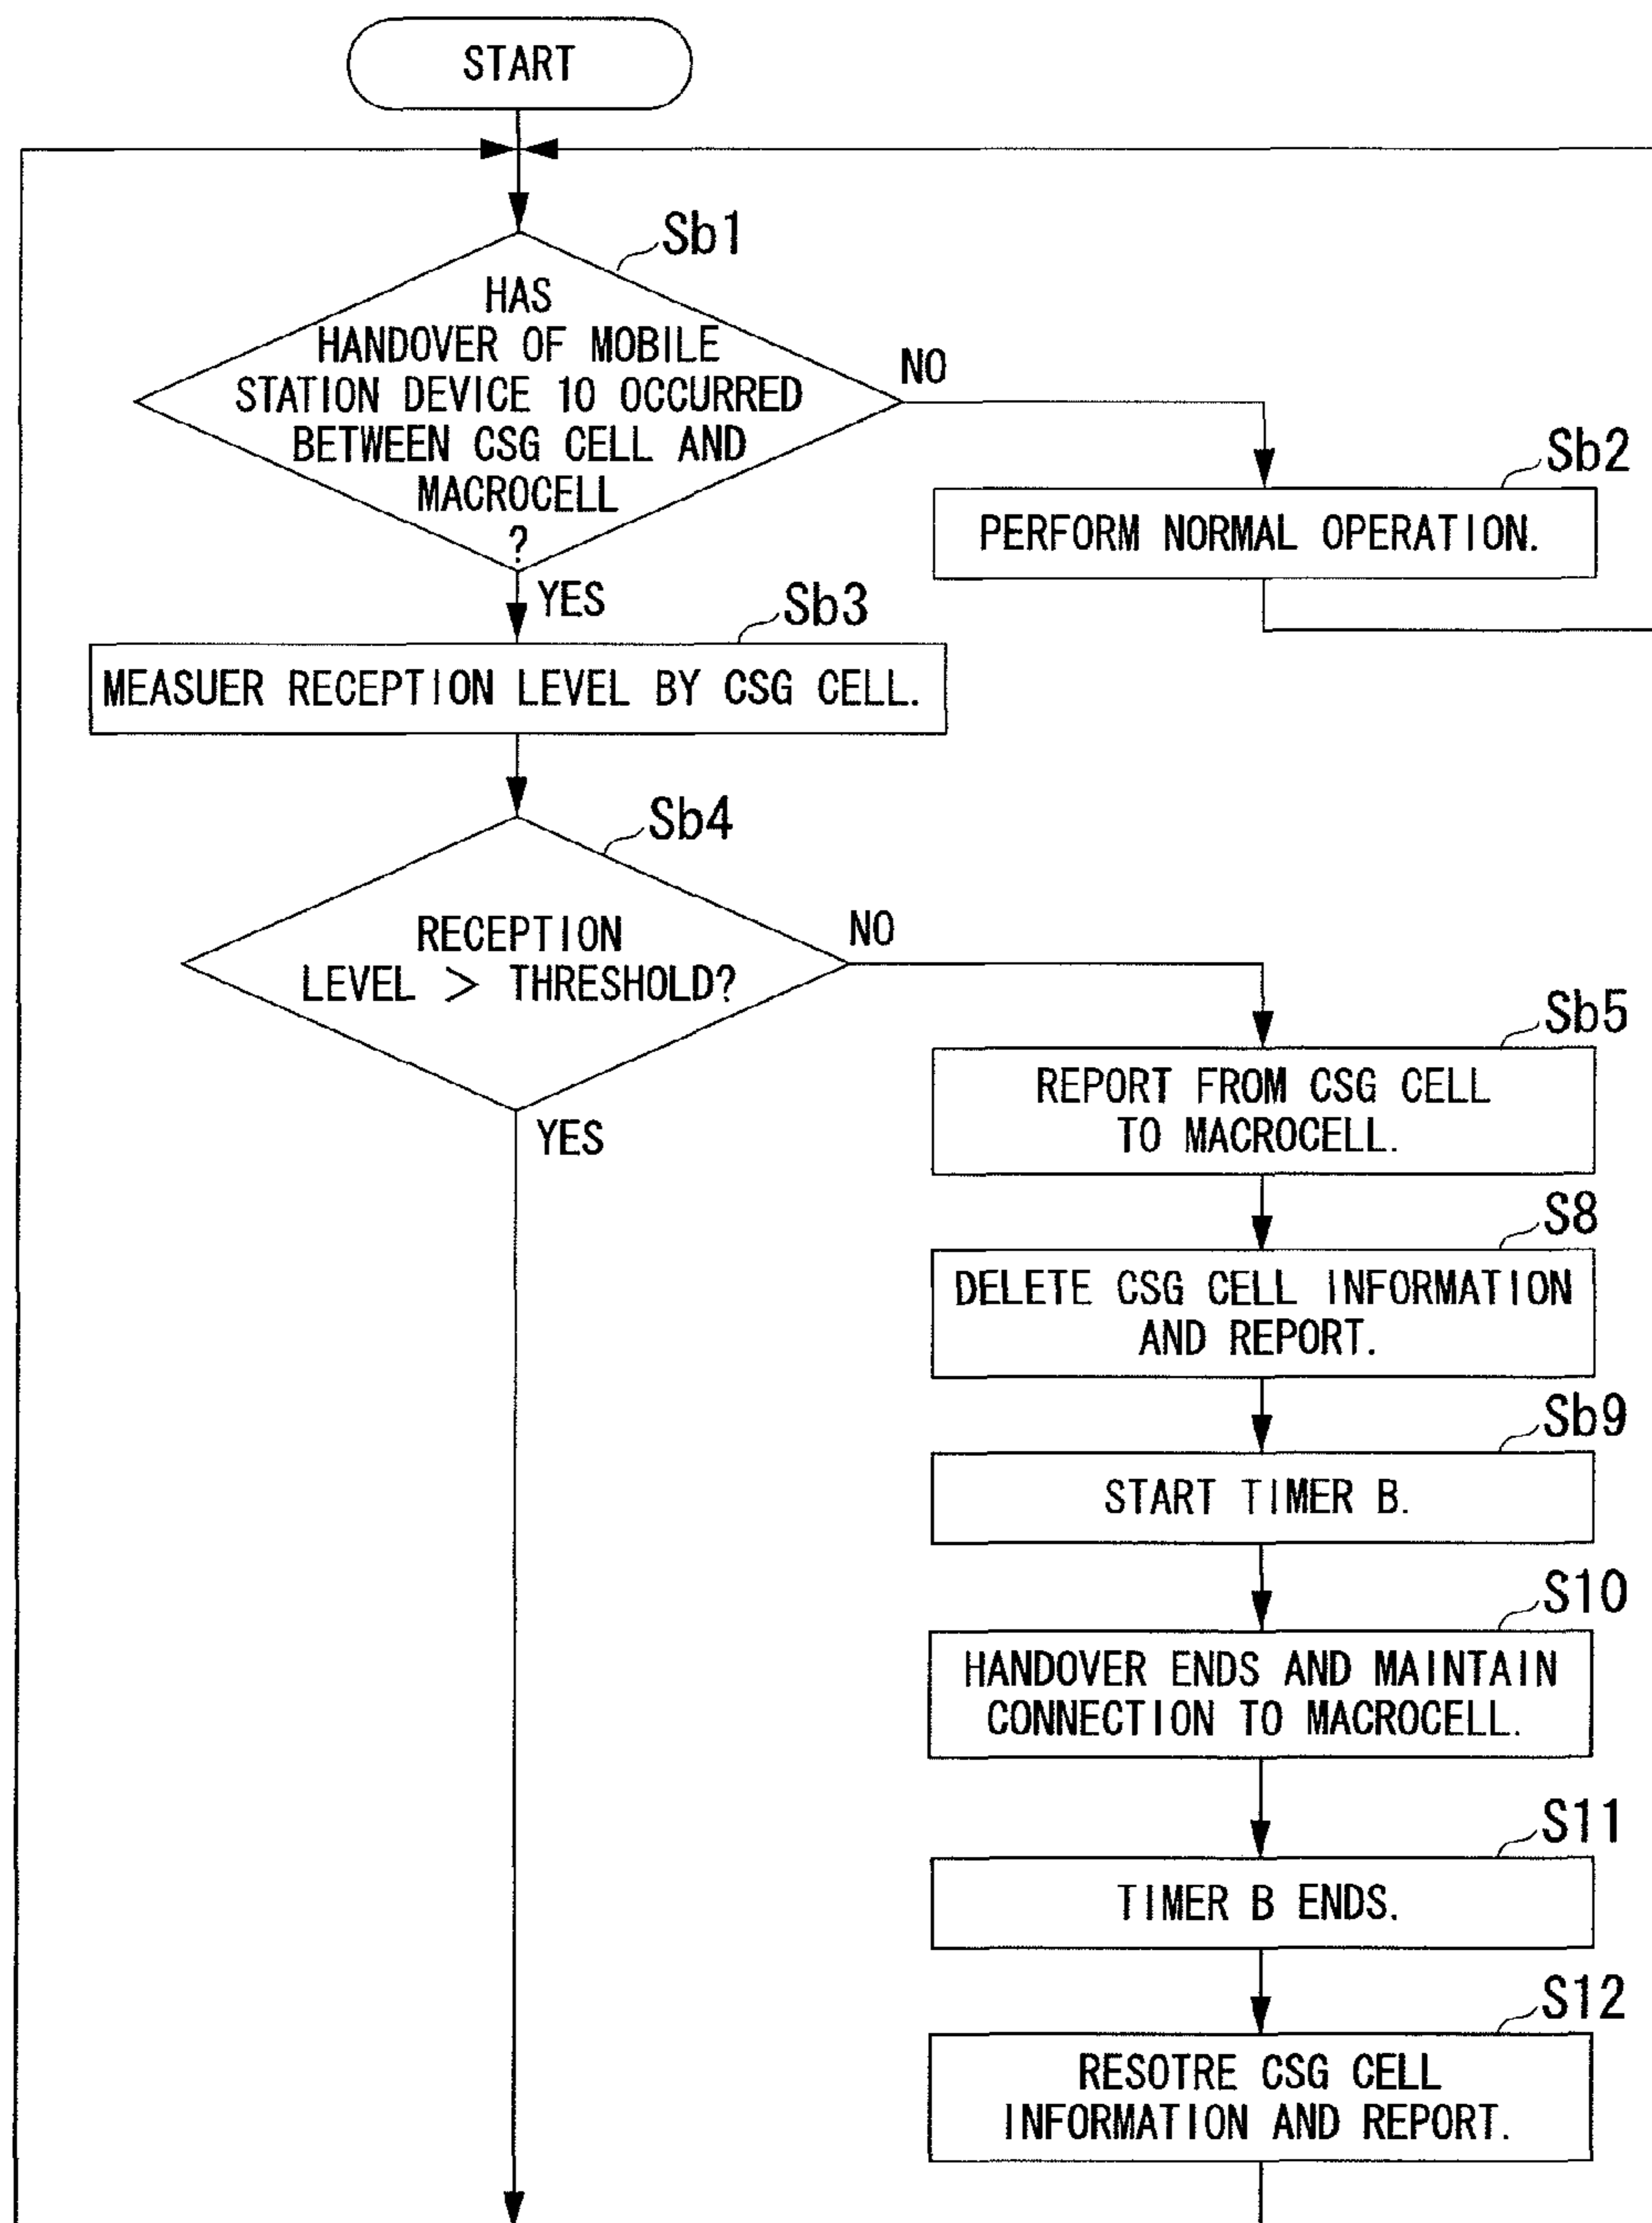 START
Sb1
HAS
HANDOVER OF MOBILE
STATION DEVICE 10 OCCURRED
BETWEEN CSG CELL AND
MACROCELL
?
NO
Sb2
PERFORM NORMAL OPERATION.
YES
Sb3
MEASUER RECEPTION LEVEL BY CSG CELL.
Sb4
RECEPTION
LEVEL > THRESHOLD?
NO
YES
Sb5
REPORT FROM CSG CELL
TO MACROCELL.
S8
DELETE CSG CELL INFORMATION
AND REPORT.
Sb9
START TIMER B.
S10
HANDOVER ENDS AND MAINTAIN
CONNECTION TO MACROCELL.
S11
TIMER B ENDS.
S12
RESOTRE CSG CELL
INFORMATION AND REPORT.